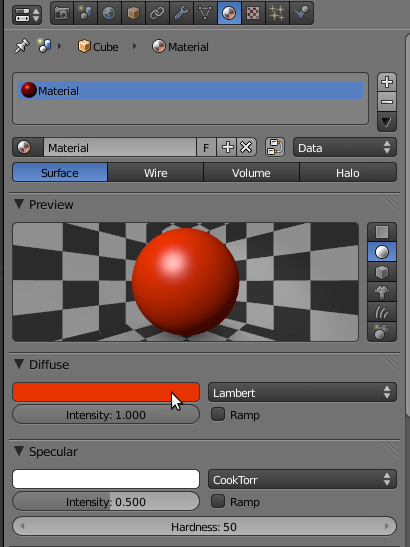 Cube Material
Material
Material F Data
Surface Wire Volume Halo
Preview
Diffuse
Lambert
Intensity: 1.000 Ramp
Specular
CookTorr
Intensity: 0.500 Ramp
Hardness: 50